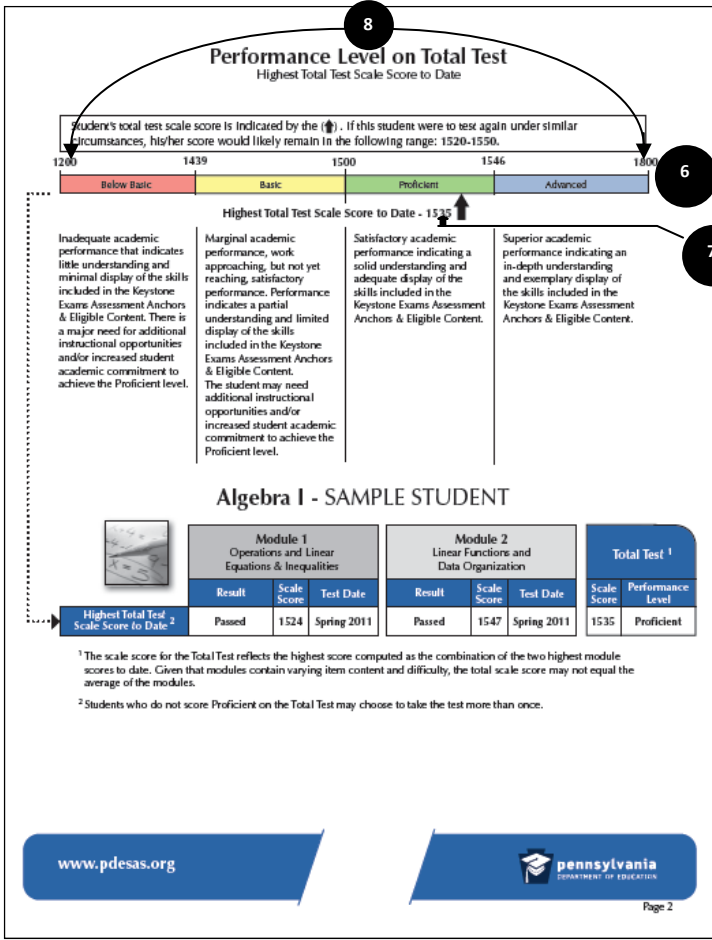 8
Performance Level on Total Test
Highest Total Test Scale Score to Date
Student's total test scale score is indicated by the (⬆). If this student were to test again under similar
circumstances, his/her score would likely remain in the following range: 1520-1550.
1200 1439 1500 1546 1800
6
Below Basic Basic Proficient Advanced
Highest Total Test Scale Score to Date - 1535
7
Inadequate academic
performance that indicates
little understanding and
minimal display of the skills
included in the Keystone
Exams Assessment Anchors
& Eligible Content. There is
a major need for additional
instructional opportunities
and/or increased student
academic commitment to
achieve the Proficient level.
Marginal academic
performance, work
approaching, but not yet
reaching, satisfactory
performance. Performance
indicates a partial
understanding and limited
display of the skills
included in the Keystone
Exams Assessment Anchors
& Eligible Content.
The student may need
additional instructional
opportunities and/or
increased student academic
commitment to achieve the
Proficient level.
Satisfactory academic
performance indicating a
solid understanding and
adequate display of the
skills included in the
Keystone Exams Assessment
Anchors & Eligible Content.
Superior academic
performance indicating an
in-depth understanding
and exemplary display of
the skills included in the
Keystone Exams Assessment
Anchors & Eligible Content.
Algebra I - SAMPLE STUDENT
Module 1
Operations and Linear
Equations & Inequalities
Module 2
Linear Functions and
Data Organization
Total Test 1
Result Scale Score Test Date Result Scale Score Test Date Scale Score Performance Level
Highest Total Test
Scale Score to Date 2
Passed 1524 Spring 2011 Passed 1547 Spring 2011 1535 Proficient
1 The scale score for the Total Test reflects the highest score computed as the combination of the two highest module
scores to date. Given that modules contain varying item content and difficulty, the total scale score may not equal the
average of the modules.
2 Students who do not score Proficient on the Total Test may choose to take the test more than once.
www.pdesas.org
pennsylvania
DEPARTMENT OF EDUCATION
Page 2